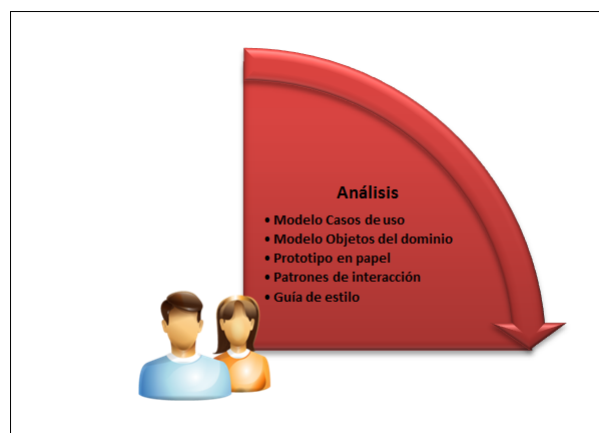 Análisis
• Modelo Casos de uso
• Modelo Objetos del dominio
• Prototipo en papel
• Patrones de interacción
• Guía de estilo